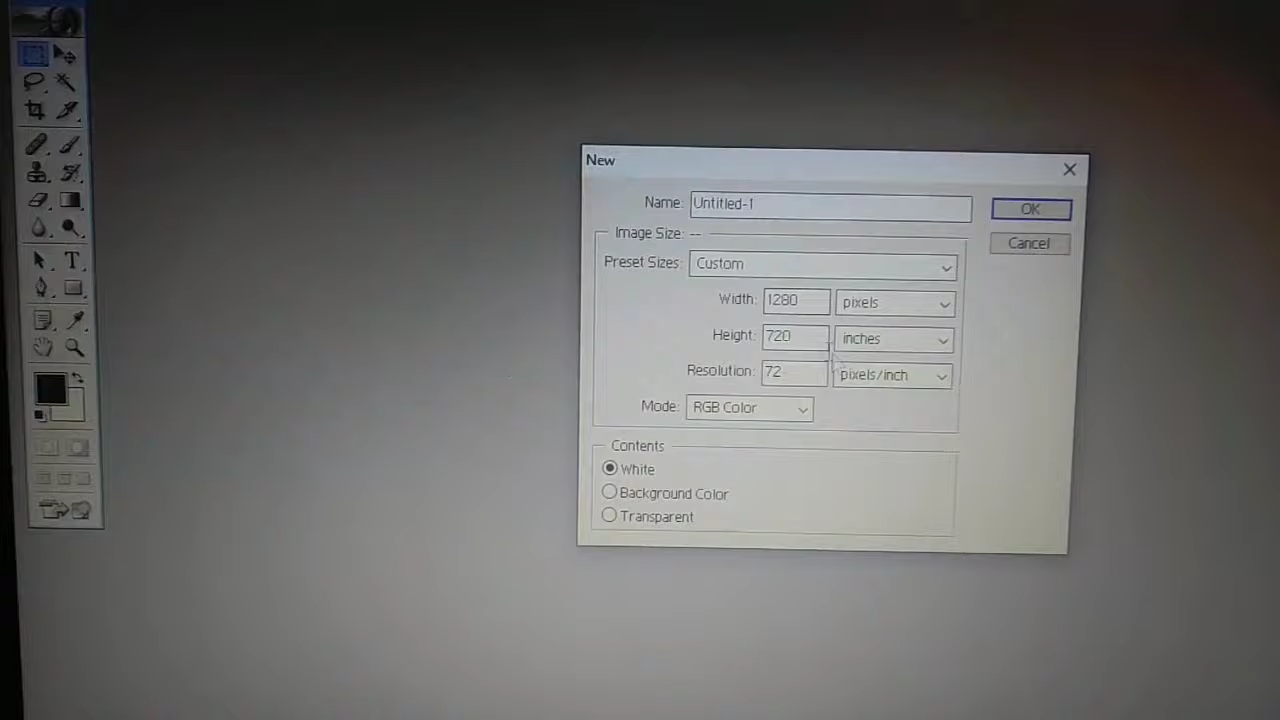 New
Name: Untitled-1
OK
Image Size: --
Cancel
Preset Sizes: Custom
Width: 1280 pixels
Height: 720 inches
Resolution: 72 pixels/inch
Mode: RGB Color
Contents
White
Background Color
Transparent
T